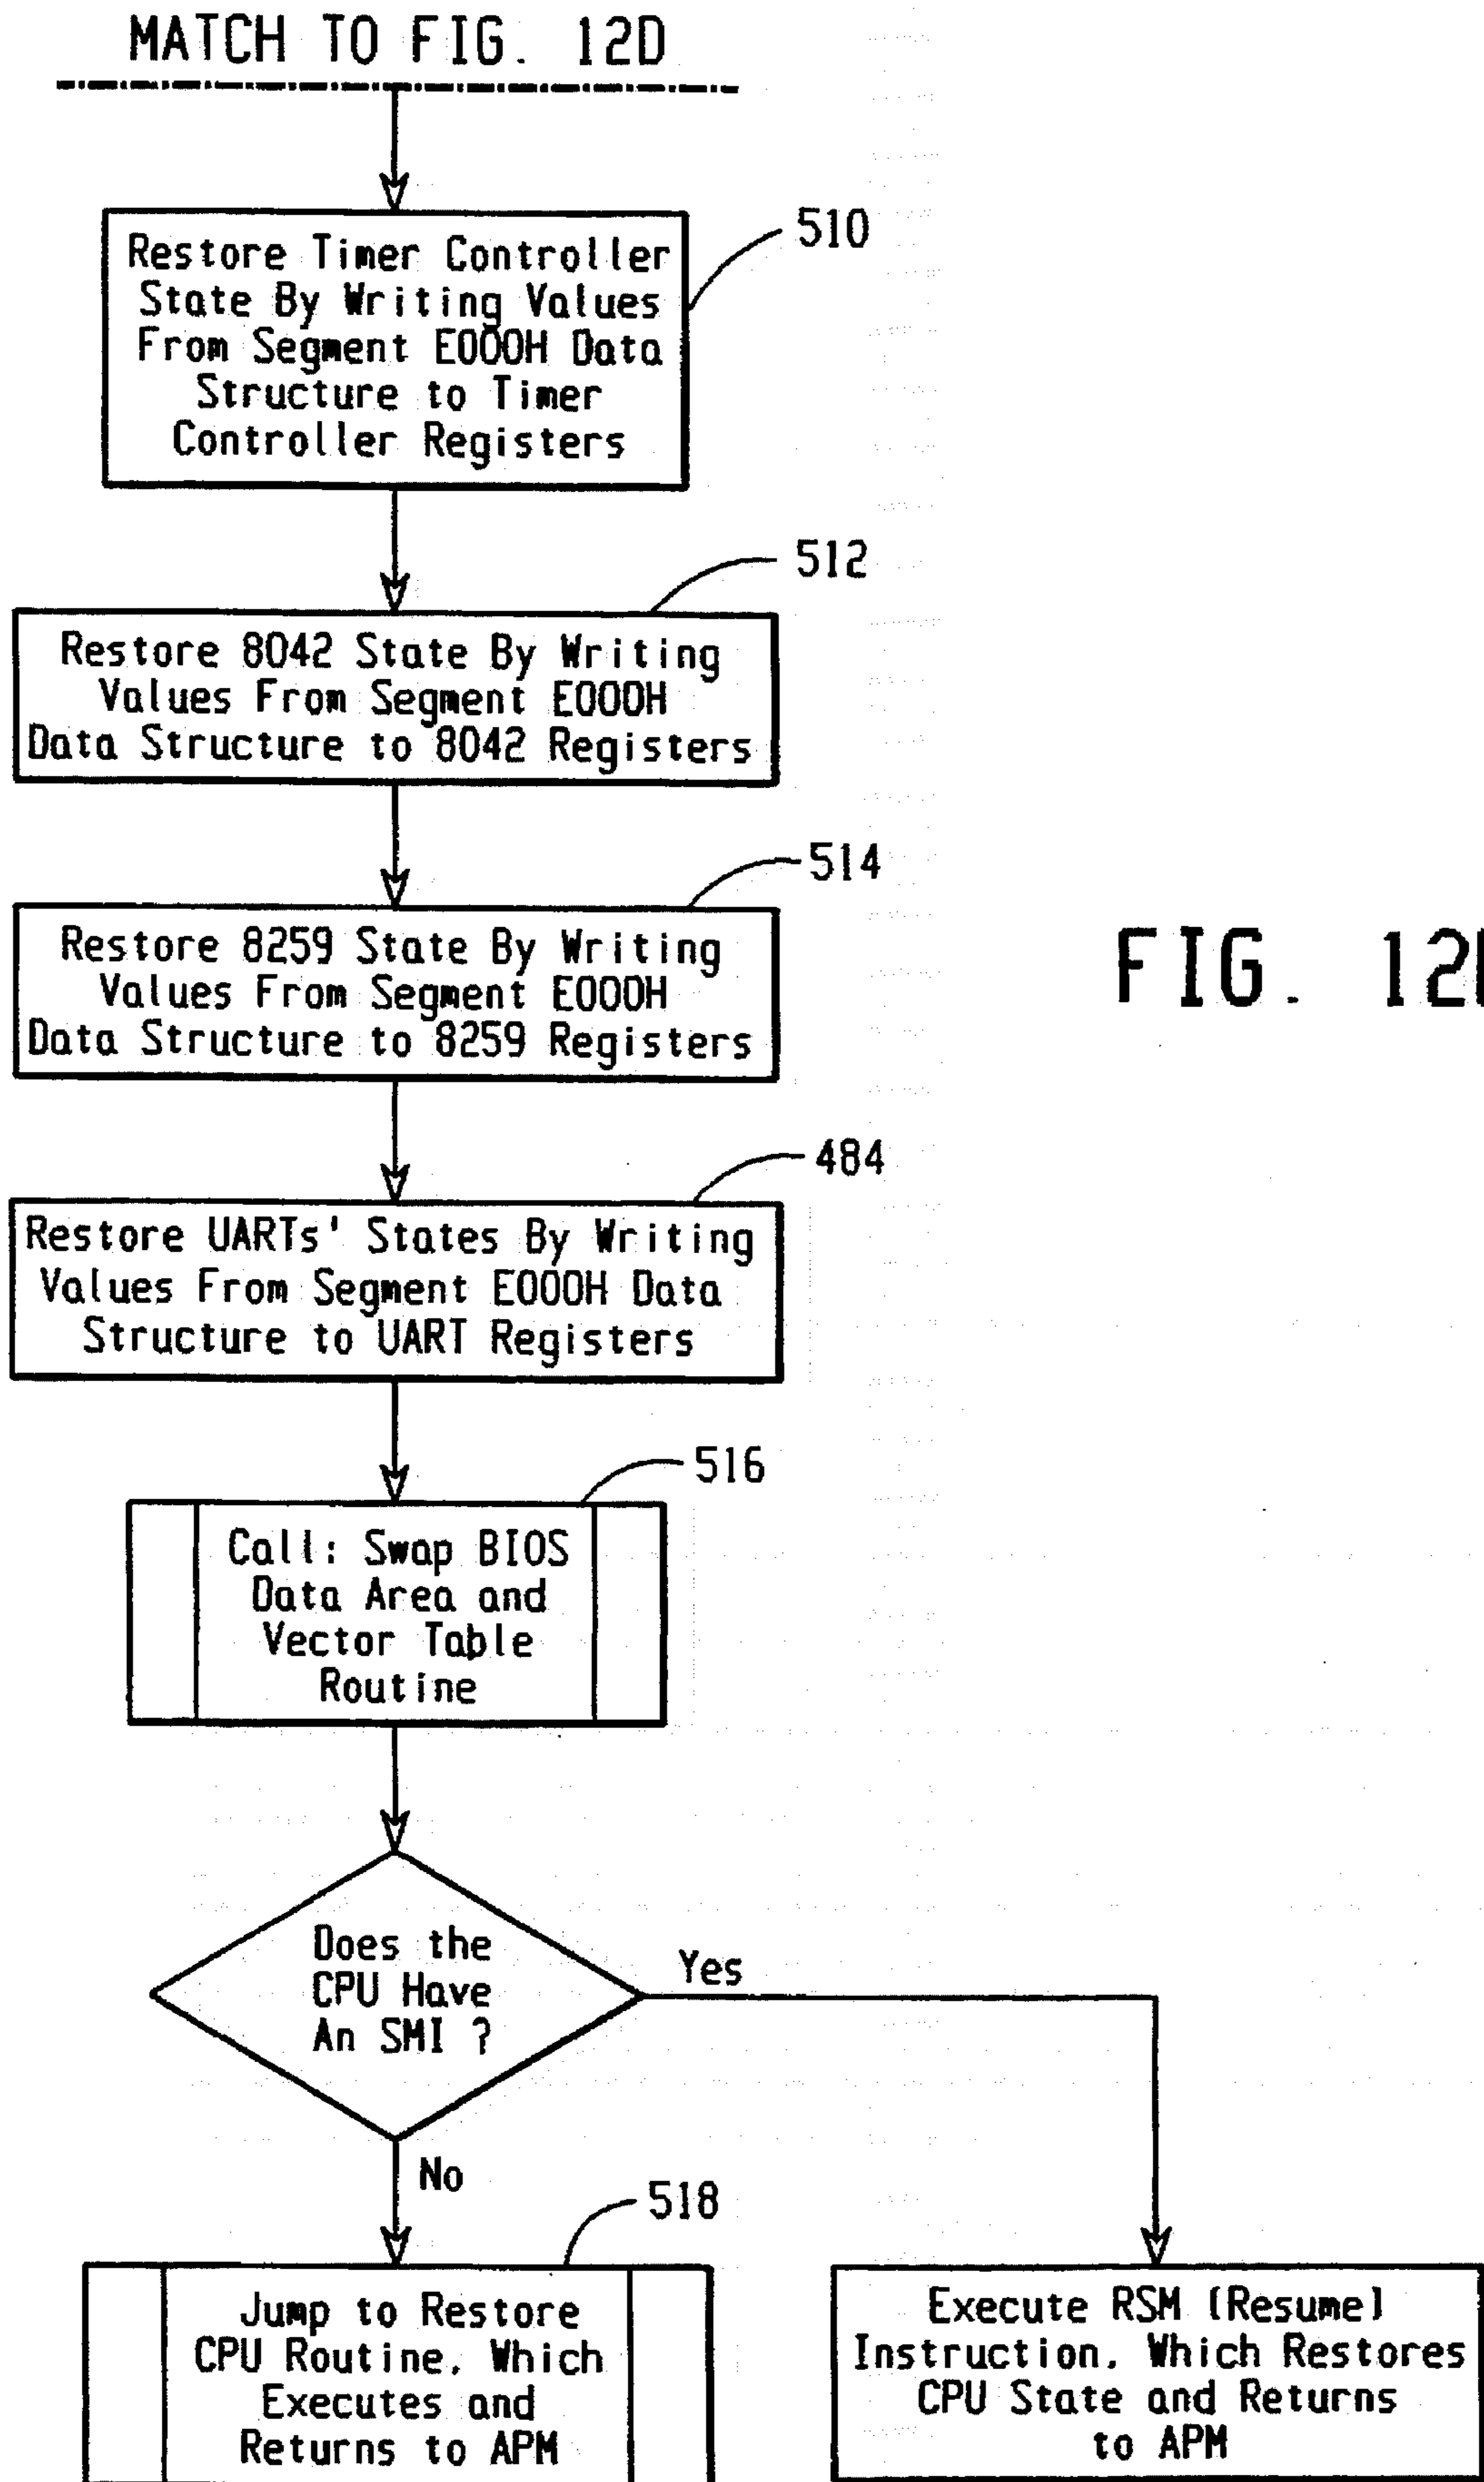 MATCH TO FIG. 12D
510
Restore Timer Controller
State By Writing Values
From Segment E000H Data
Structure to Timer
Controller Registers
512
Restore 8042 State By Writing
Values From Segment E000H
Data Structure to 8042 Registers
514
Restore 8259 State By Writing
Values From Segment E000H
Data Structure to 8259 Registers
FIG. 12
484
Restore UARTs' States By Writing
Values From Segment E000H Data
Structure to UART Registers
516
Call: Swap BIOS
Data Area and
Vector Table
Routine
Does the
CPU Have
An SMI ?
Yes
No
518
Jump to Restore
CPU Routine, Which
Executes and
Returns to APM
Execute RSM (Resume)
Instruction, Which Restores
CPU State and Returns
to APM